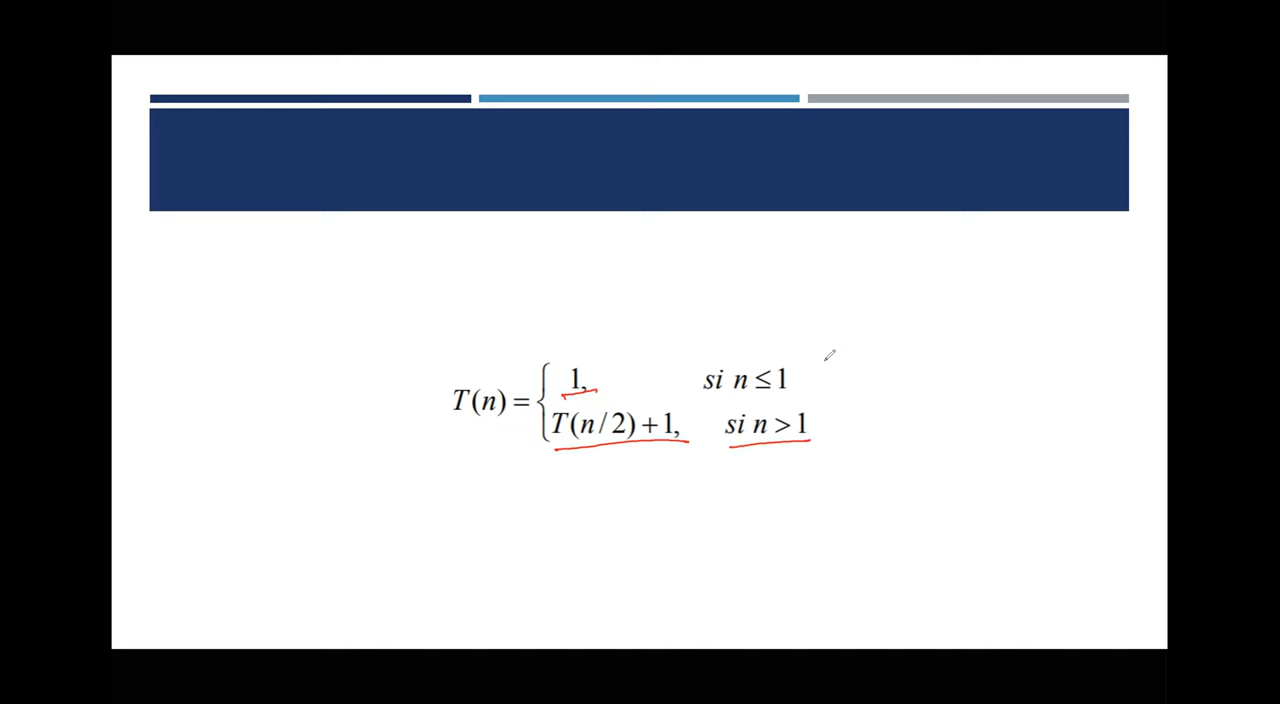 T(n) = { 1, si n ≤ 1
T(n/2)+1, si n > 1